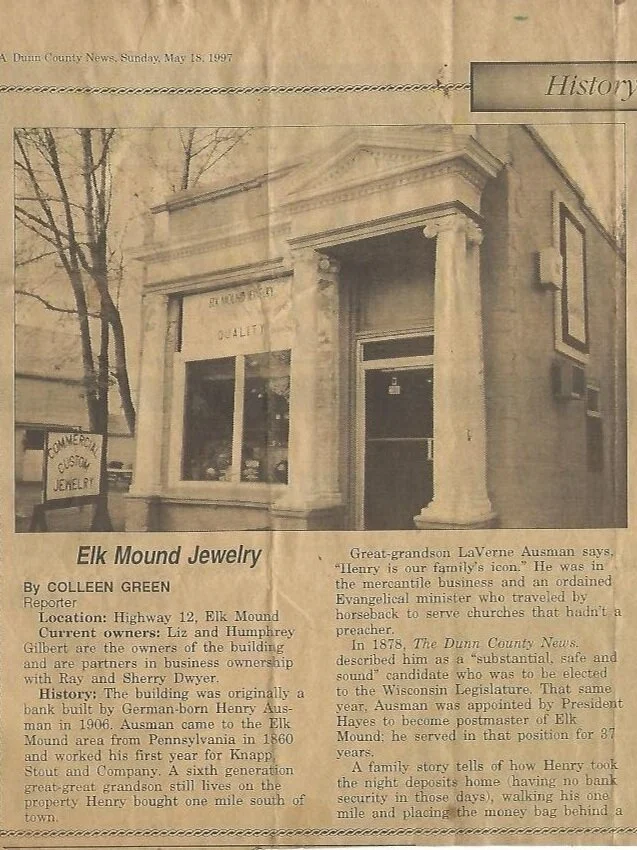 A Dunn County News, Sunday, May 18, 1997
History
ELK MOUND JEWELRY
QUALITY
COMMERCIAL
CUSTOM
JEWELRY
Elk Mound Jewelry
By COLLEEN GREEN
Reporter
Location: Highway 12, Elk Mound
Current owners: Liz and Humphrey
Gilbert are the owners of the building
and are partners in business ownership
with Ray and Sherry Dwyer.
History: The building was originally a
bank built by German-born Henry Aus-
man in 1906. Ausman came to the Elk
Mound area from Pennsylvania in 1860
and worked his first year for Knapp,
Stout and Company. A sixth generation
great-great grandson still lives on the
property Henry bought one mile south of
town.
Great-grandson LaVerne Ausman says,
"Henry is our family's icon." He was in
the mercantile business and an ordained
Evangelical minister who traveled by
horseback to serve churches that hadn't a
preacher.
In 1878, The Dunn County News,
described him as a "substantial, safe and
sound" candidate who was to be elected
to the Wisconsin Legislature. That same
year, Ausman was appointed by President
Hayes to become postmaster of Elk
Mound; he served in that position for 37
years.
A family story tells of how Henry took
the night deposits home (having no bank
security in those days), walking his one
mile and placing the money bag behind a